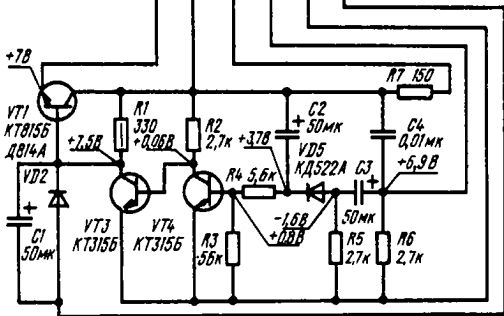 R7 150
+7В
VT1
КТ815Б
Д814А
VD2
C1
50мк
R1
330
+7,5В
+0,06В
R2
2,7к
+3,7В
C2
50мк
VD5
КД522А
C3
50мк
C4
0,01мк
+6,9В
R4 5,6к
VT3
КТ315Б
VT4
КТ315Б
R3
56к
-1,6В
+0,8В
R5
2,7к
R6
2,7к